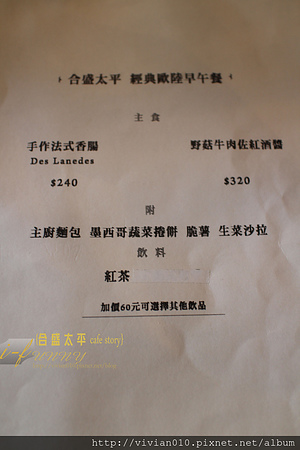 合盛太平 經典歐陸早午餐
主食
手作法式香腸 野菇牛肉佐紅酒醬
Des Lanedes
$240 $320
附
主廚麵包 墨西哥蔬菜捲餅 脆薯 生菜沙拉
飲料
紅茶
加價60元可選擇其他飲品
{合盛太平 cafe story}
FUNNY
http://vivian010.pixnet.net/album